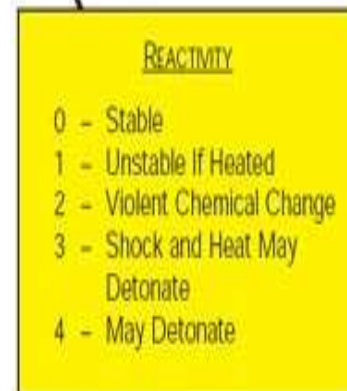 REACTIVITY
0 – Stable
1 – Unstable If Heated
2 – Violent Chemical Change
3 – Shock and Heat May
Detonate
4 – May Detonate